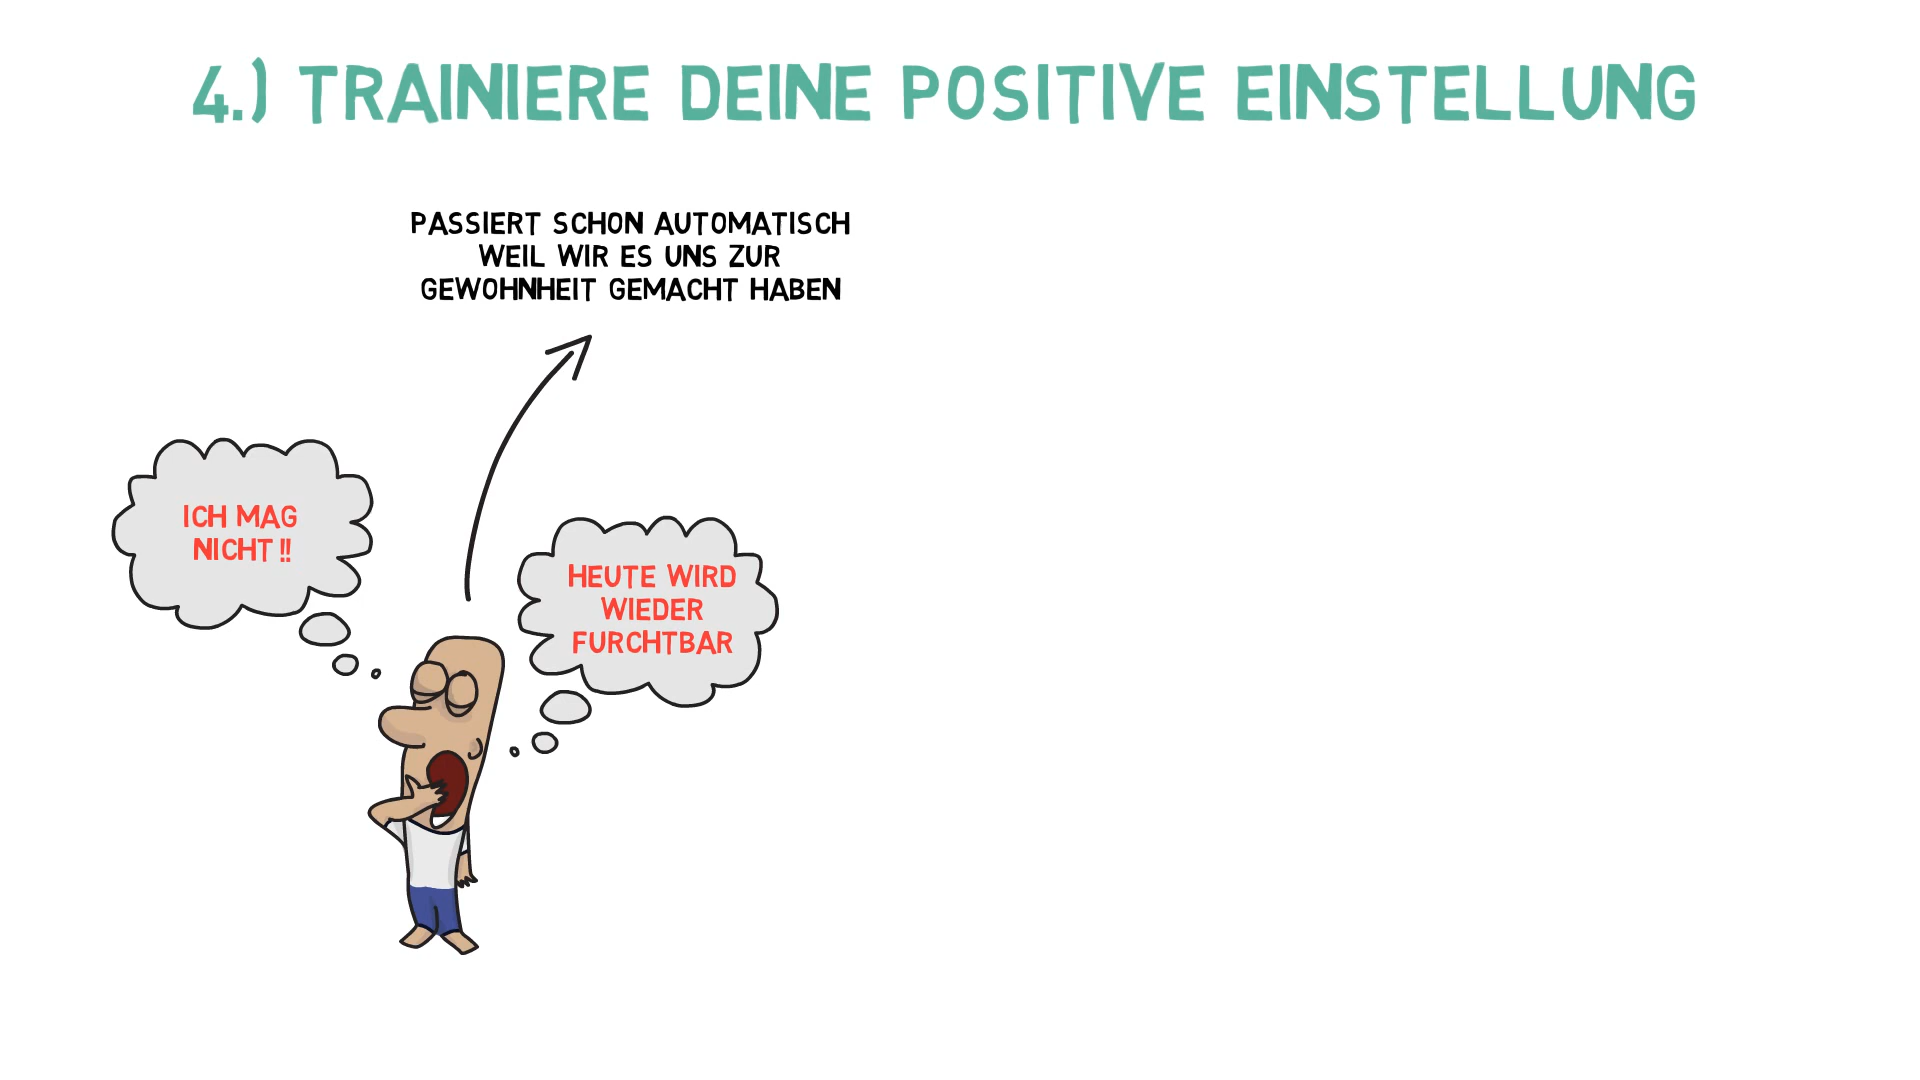 4.) TRAINIERE DEINE POSITIVE EINSTELLUNG
PASSIERT SCHON AUTOMATISCH
WEIL WIR ES UNS ZUR
GEWOHNHEIT GEMACHT HABEN
ICH MAG
NICHT !!
HEUTE WIRD
WIEDER
FURCHTBAR